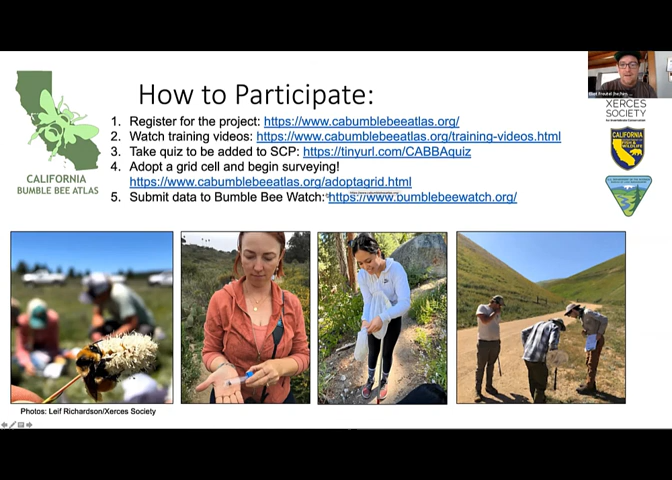 How to Participate:
1. Register for the project: https://www.cabumblebeeatlas.org/
2. Watch training videos: https://www.cabumblebeeatlas.org/training-videos.html
3. Take quiz to be added to SCP: https://tinyurl.com/CABBAquiz
4. Adopt a grid cell and begin surveying!
https://www.cabumblebeeatlas.org/adoptagrid.html
5. Submit data to Bumble Bee Watch: https://www.bumblebeewatch.org/
CALIFORNIA
BUMBLE BEE ATLAS
XERCES
SOCIETY
CALIFORNIA
Photos: Leif Richardson/Xerces Society